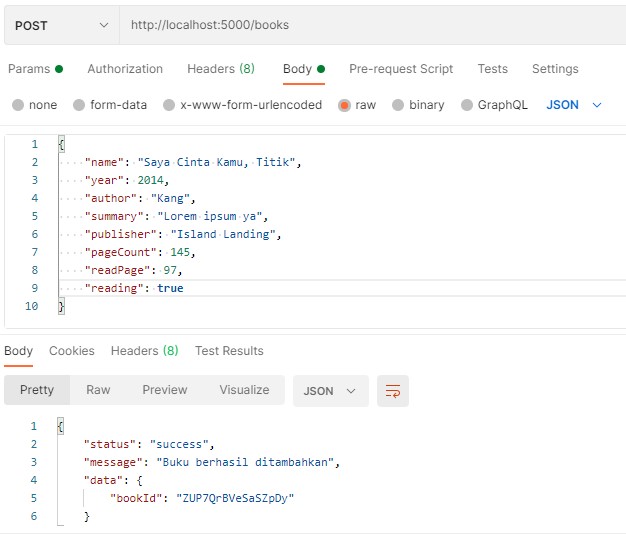 POST http://localhost:5000/books
Params Authorization Headers (8) Body Pre-request Script Tests Settings
none form-data x-www-form-urlencoded raw binary GraphQL JSON
1 {
2 "name": "Saya Cinta Kamu, Titik",
3 "year": 2014,
4 "author": "Kang",
5 "summary": "Lorem ipsum ya",
6 "publisher": "Island Landing",
7 "pageCount": 145,
8 "readPage": 97,
9 "reading": true
10 }
Body Cookies Headers (8) Test Results
Pretty Raw Preview Visualize JSON
1 {
2 "status": "success",
3 "message": "Buku berhasil ditambahkan",
4 "data": {
5 "bookId": "ZUP7QrBVeSaSZpDy"
6 }